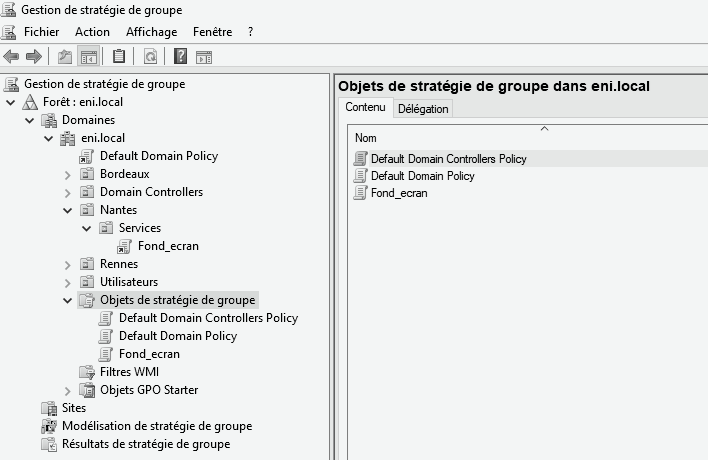 Gestion de stratégie de groupe
Fichier Action Affichage Fenêtre ?
Gestion de stratégie de groupe
Forêt : eni.local
Domaines
eni.local
Default Domain Policy
Bordeaux
Domain Controllers
Nantes
Services
Fond_ecran
Rennes
Utilisateurs
Objets de stratégie de groupe
Default Domain Controllers Policy
Default Domain Policy
Fond_ecran
Filtres WMI
Objets GPO Starter
Sites
Modélisation de stratégie de groupe
Résultats de stratégie de groupe
Objets de stratégie de groupe dans eni.local
Contenu Délégation
Nom
Default Domain Controllers Policy
Default Domain Policy
Fond_ecran